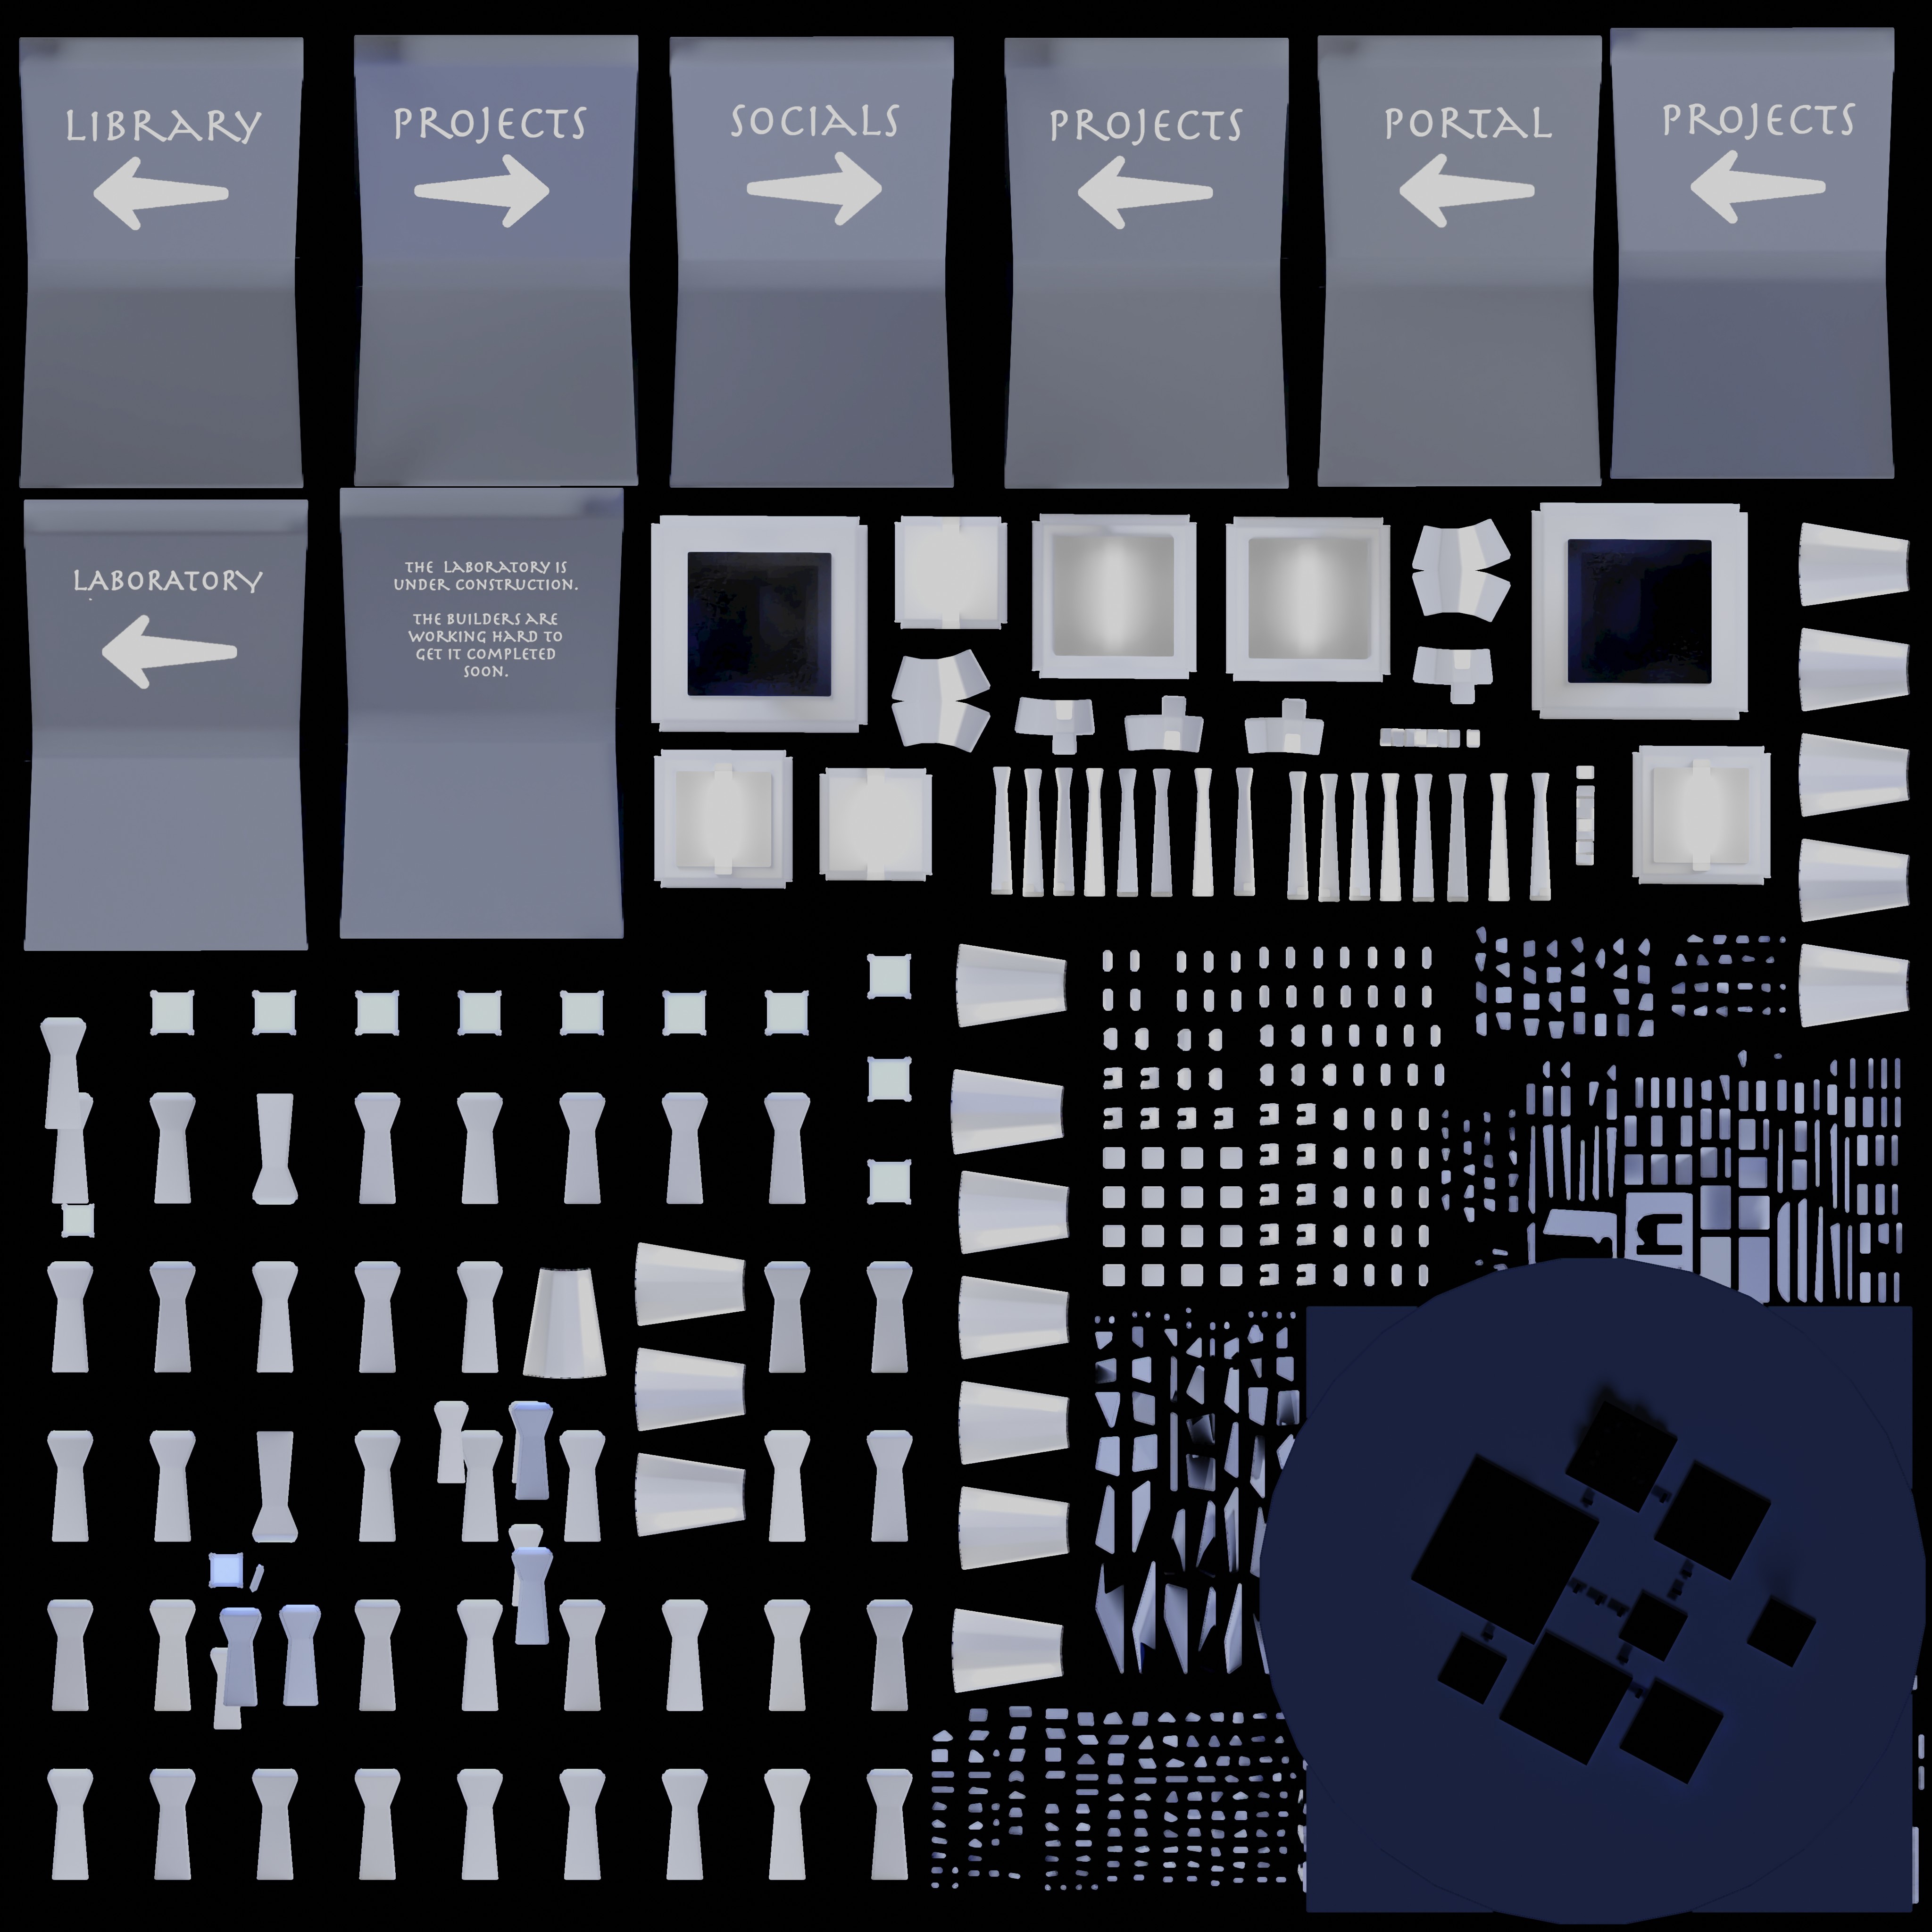 LIBRARY
PROJECTS
SOCIALS
PROJECTS
PORTAL
PROJECTS
LABORATORY
THE LABORATORY IS
UNDER CONSTRUCTION.
THE BUILDERS ARE
WORKING HARD TO
GET IT COMPLETED
SOON.